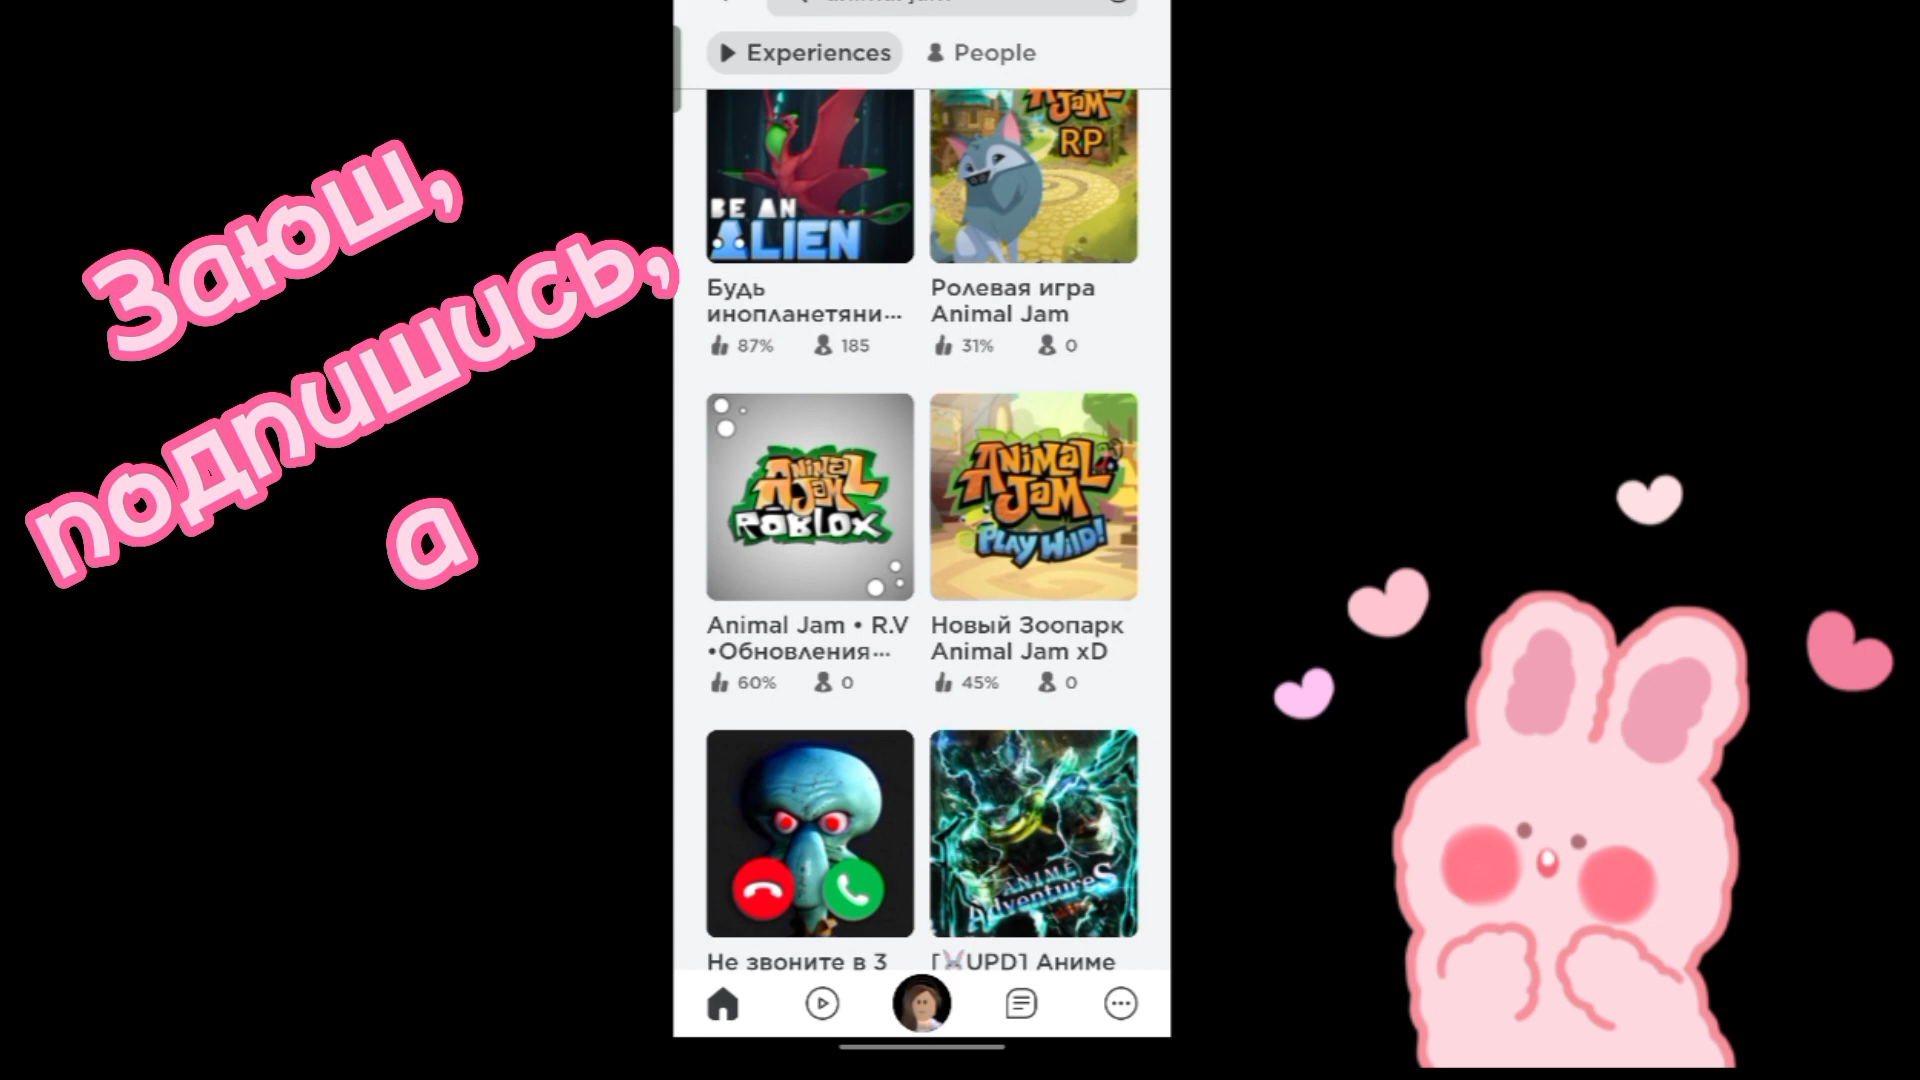 Заюш,
подпишись,
а
Experiences
People
BE AN
ALIEN
Будь
инопланетяни...
87% 185
ANIMAL
JAM
RP
Ролевая игра
Animal Jam
31% 0
ANIMAL
JAM
ROBLOX
Animal Jam • R.V
•Обновления...
60% 0
ANIMAL
JAM
PLAY WILD!
Новый Зоопарк
Animal Jam xD
45% 0
Не звоните в 3
ANIME
Adventures
[🐰UPD] Аниме